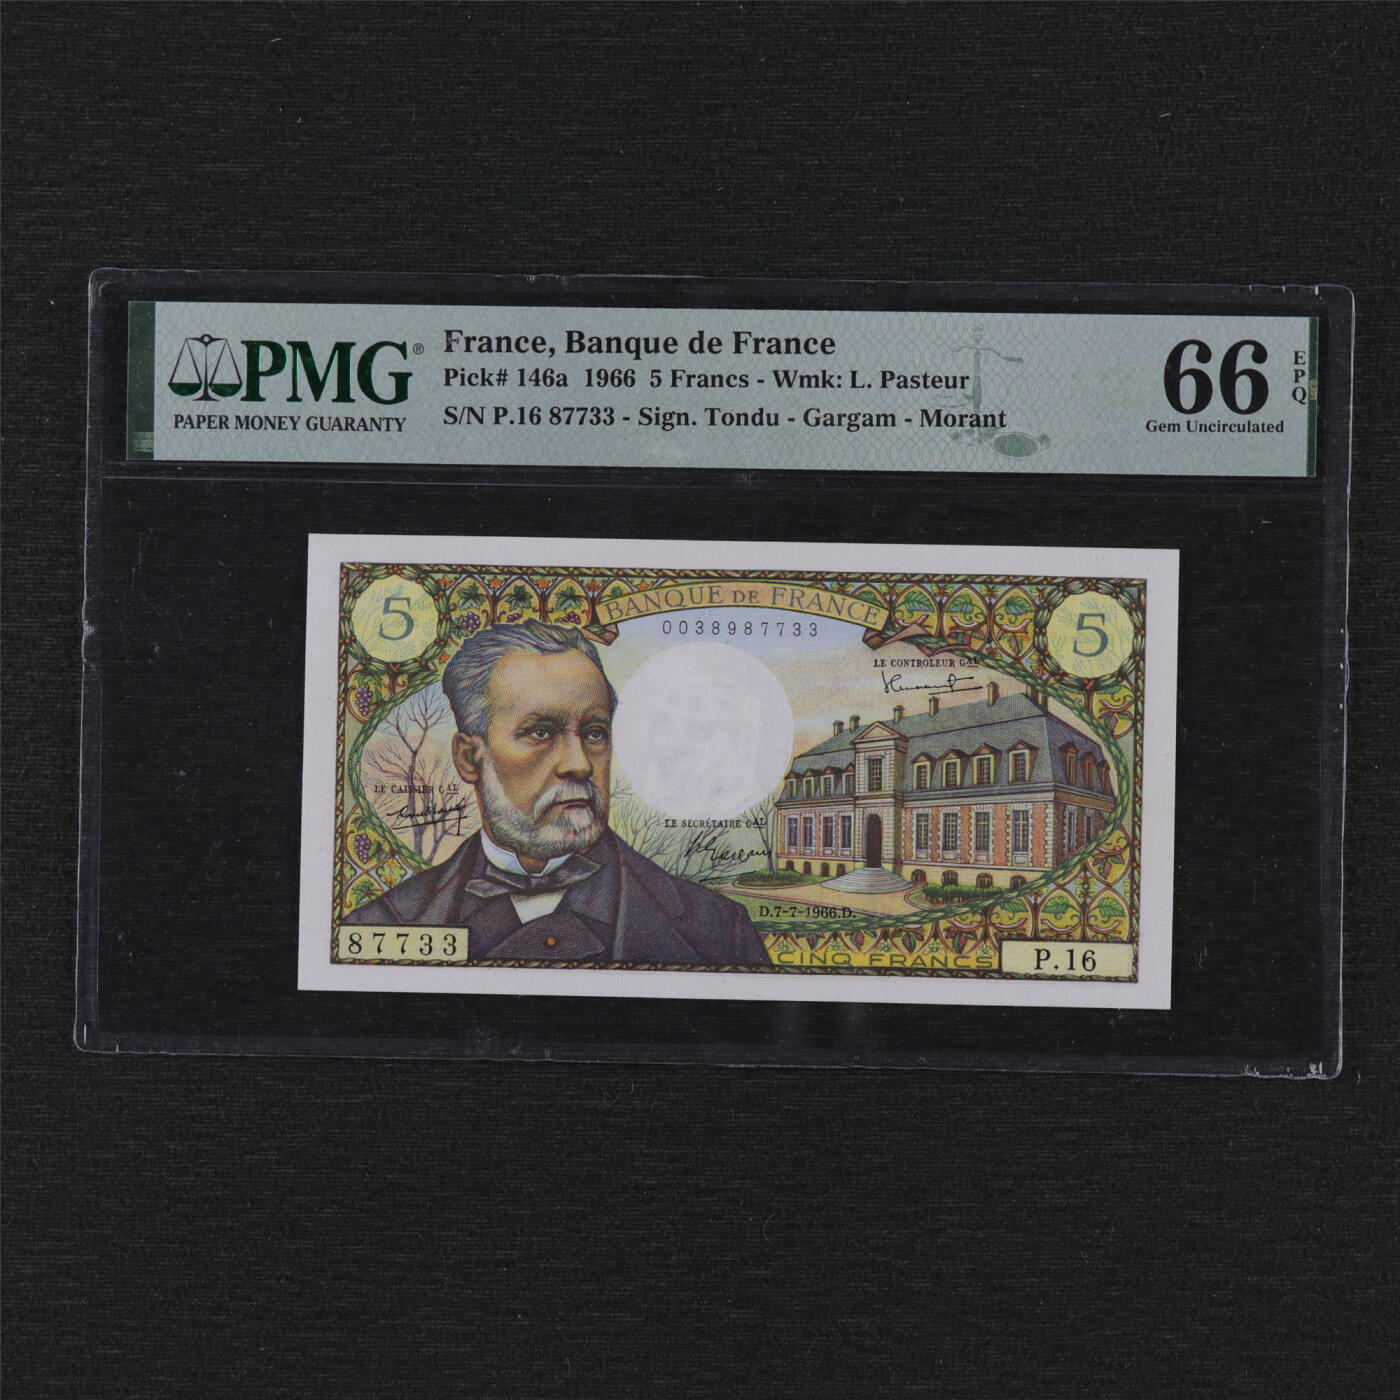 PMG®
PAPER MONEY GUARANTY
France, Banque de France
Pick# 146a 1966 5 Francs - Wmk: L. Pasteur
S/N P.16 87733 - Sign. Tondu - Gargam - Morant
66
EPQ
Gem Uncirculated
5
BANQUE DE FRANCE
5
0038987733
LE CONTROLEUR GAL
LE CAISSIER GAL
LE SECRÉTAIRE GAL
D.7-7-1966.D.
87733
CINQ FRANCS
P.16